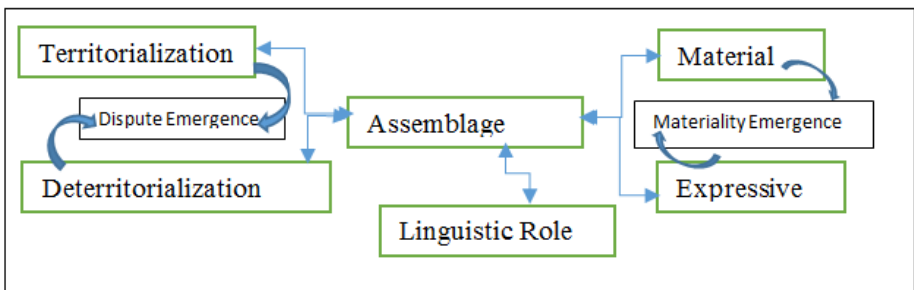 Territorialization
Dispute Emergence
Deterritorialization
Assemblage
Linguistic Role
Material
Materiality Emergence
Expressive